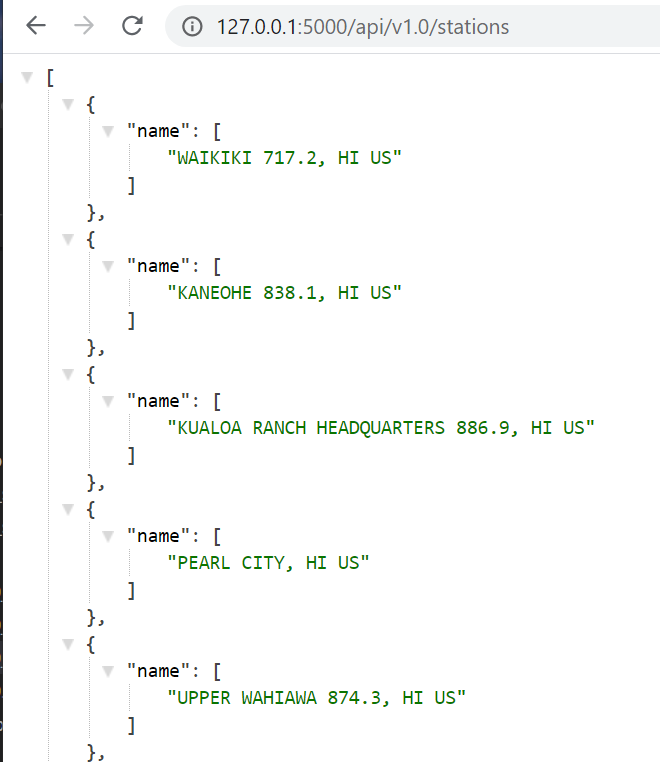 127.0.0.1:5000/api/v1.0/stations
[
{
"name": [
"WAIKIKI 717.2, HI US"
]
},
{
"name": [
"KANEOHE 838.1, HI US"
]
},
{
"name": [
"KUALOA RANCH HEADQUARTERS 886.9, HI US"
]
},
{
"name": [
"PEARL CITY, HI US"
]
},
{
"name": [
"UPPER WAHIAWA 874.3, HI US"
]
},